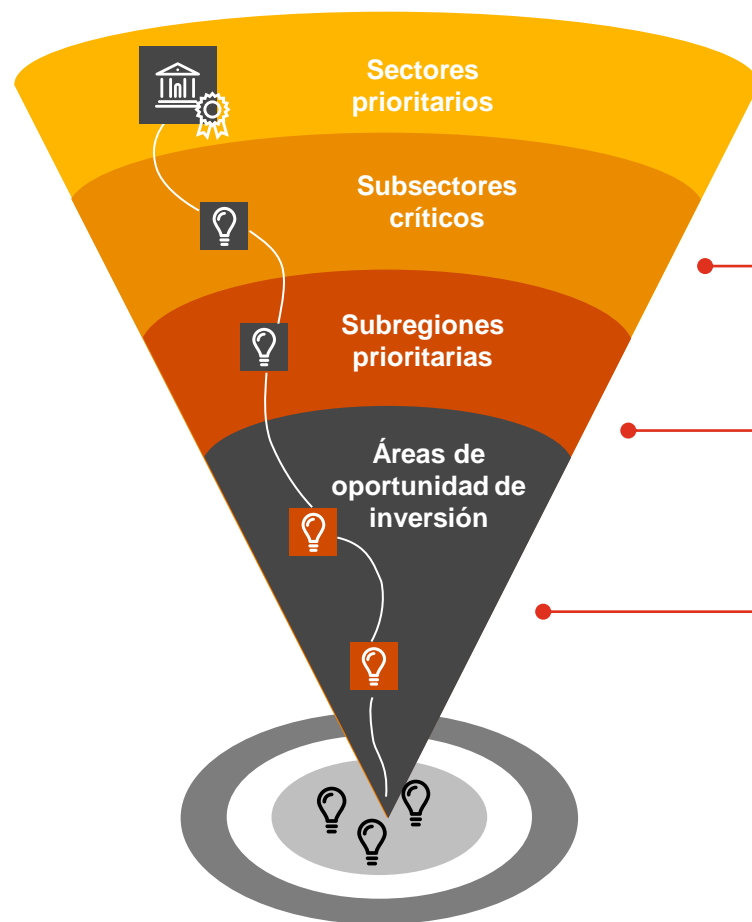 Sectores
prioritarios
Subsectores
críticos
Subregiones
prioritarias
Áreas de
oportunidad de
inversión